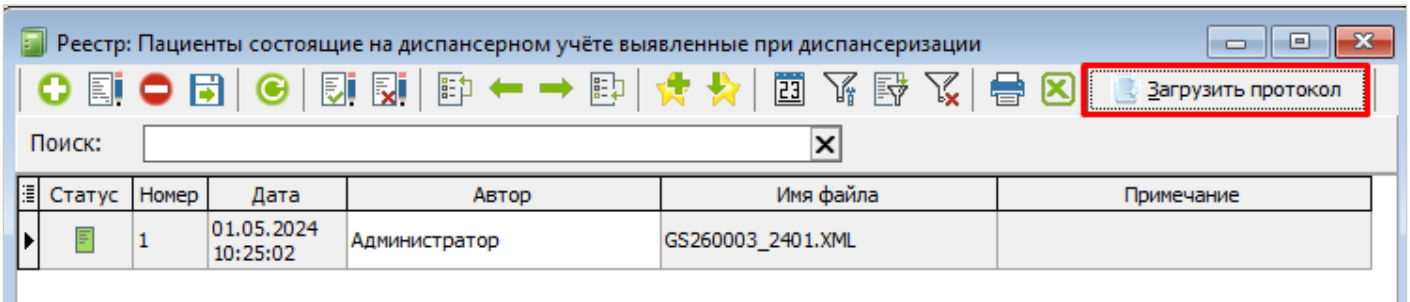 Реестр: Пациенты состоящие на диспансерном учёте выявленные при диспансеризации
23 Загрузить протокол
Поиск:
Статус Номер Дата Автор Имя файла Примечание
01.05.2024
1 Администратор GS260003_2401.XML
10:25:02